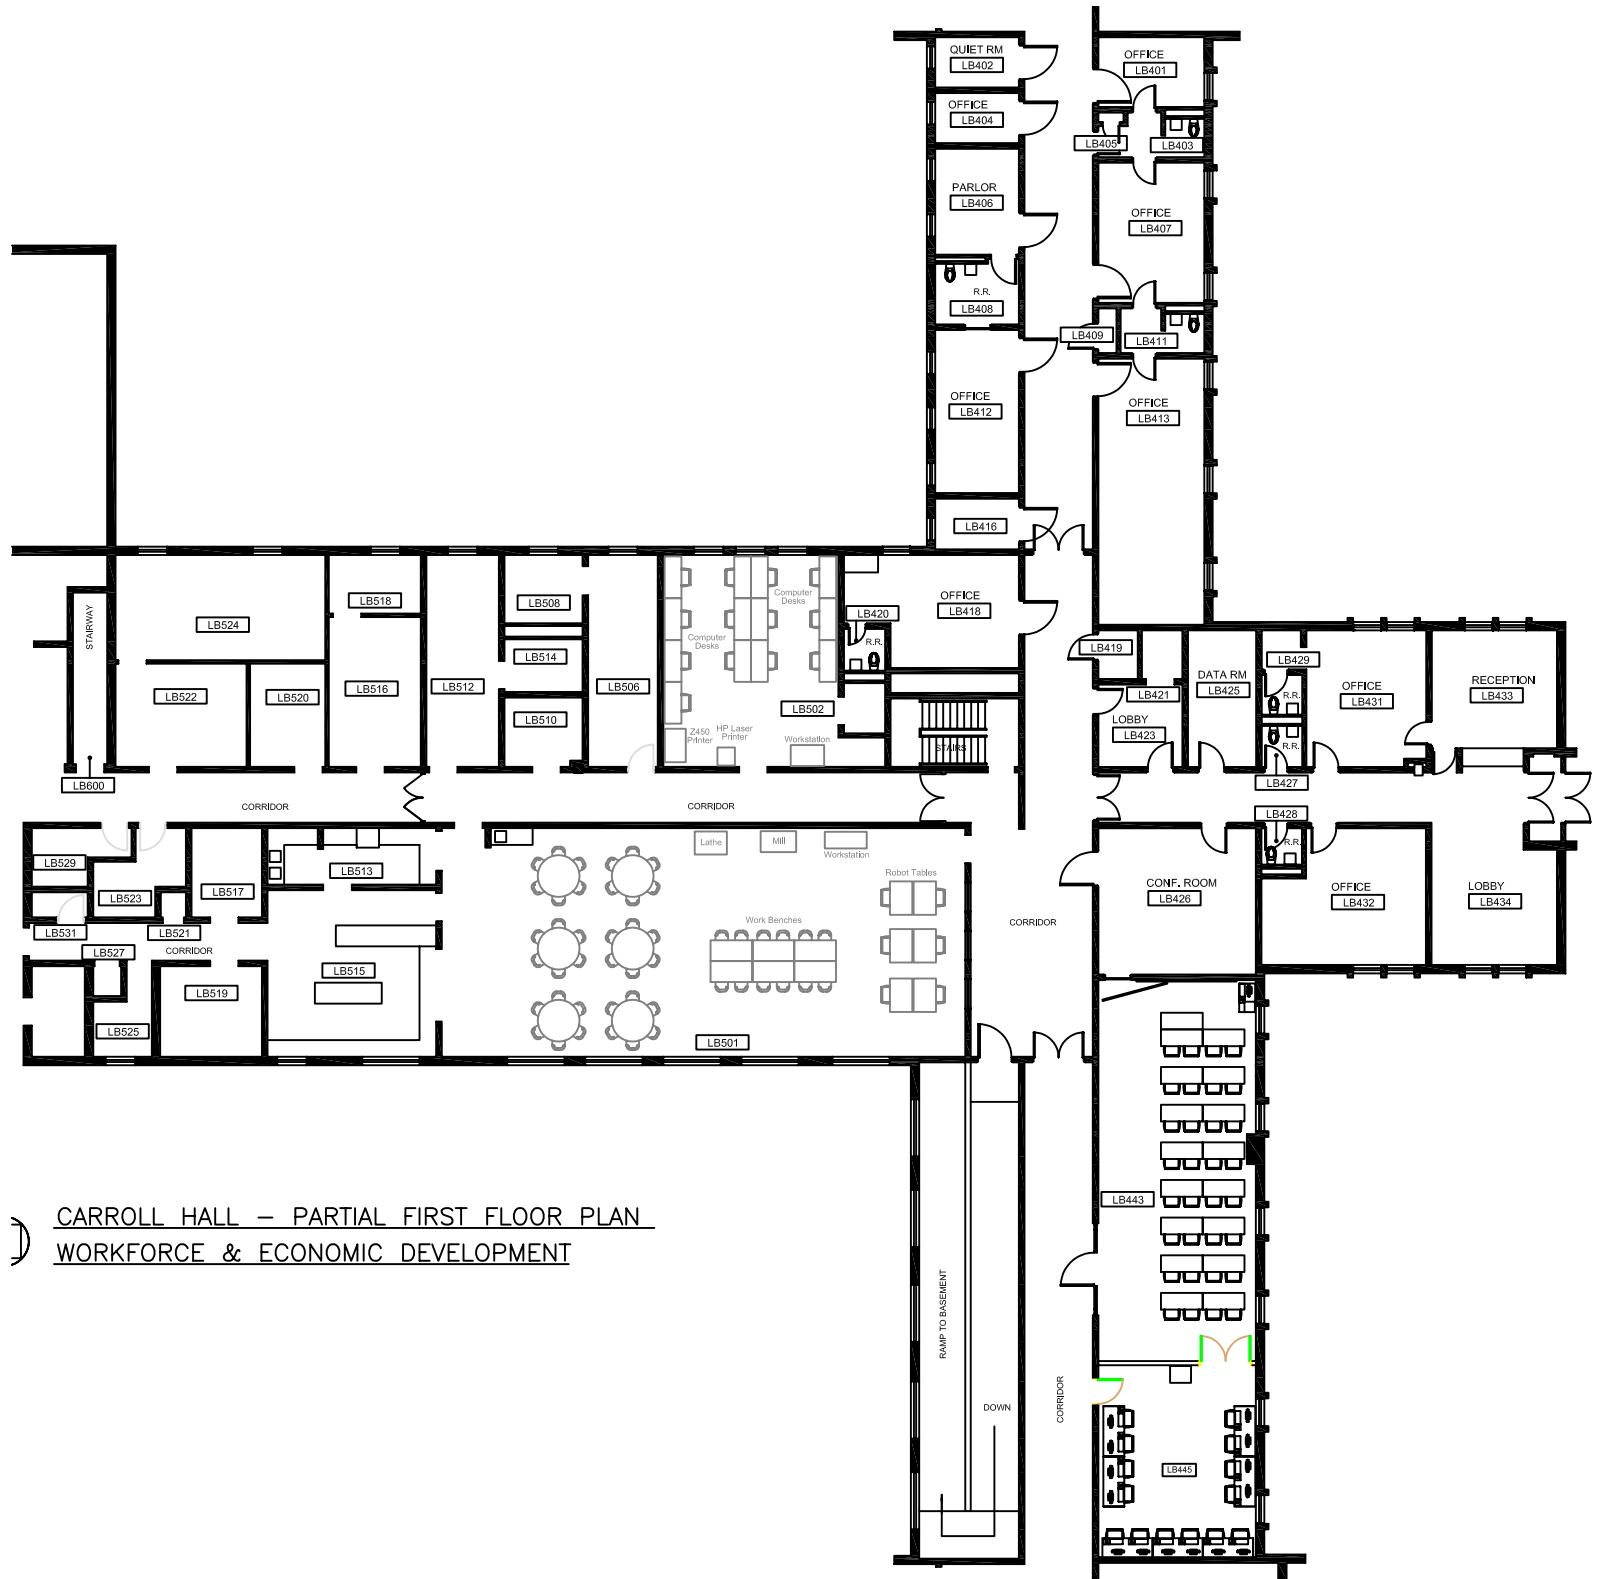 QUIET RM
LB402
OFFICE
LB401
OFFICE
LB404
LB405
LB403
PARLOR
LB406
OFFICE
LB407
R.R.
LB408
LB409
LB411
OFFICE
LB412
OFFICE
LB413
LB416
STAIRWAY
LB524
LB518
LB508
Computer
Desks
OFFICE
LB418
LB420
R.R.
LB514
Computer
Desks
LB419
LB429
LB522
LB520
LB516
LB512
LB506
LB421
DATA RM
LB425
R.R.
OFFICE
LB431
RECEPTION
LB433
LB510
LB502
LOBBY
LB423
Z450
Printer
HP Laser
Printer
Workstation
STAIRS
R.R.
LB600
LB427
CORRIDOR
CORRIDOR
LB428
Lathe
Mill
Workstation
R.R.
LB529
LB513
Robot Tables
LB523
LB517
CONF. ROOM
LB426
OFFICE
LB432
LOBBY
LB434
LB531
LB521
Work Benches
CORRIDOR
LB527
CORRIDOR
LB515
LB519
LB525
LB501
LB443
CARROLL HALL – PARTIAL FIRST FLOOR PLAN
WORKFORCE & ECONOMIC DEVELOPMENT
RAMP TO BASEMENT
DOWN
CORRIDOR
LB445